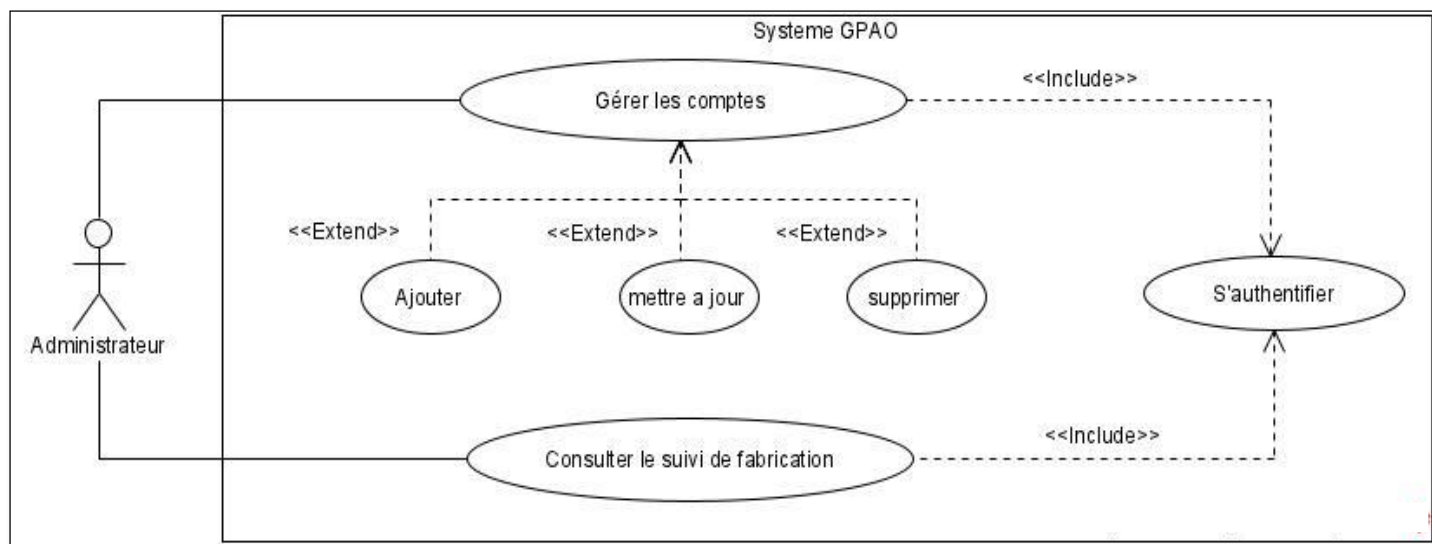 Systeme GPAO
Gérer les comptes
<<Include>>
<<Extend>>
<<Extend>>
<<Extend>>
Ajouter
mettre a jour
supprimer
S'authentifier
Administrateur
Consulter le suivi de fabrication
<<Include>>